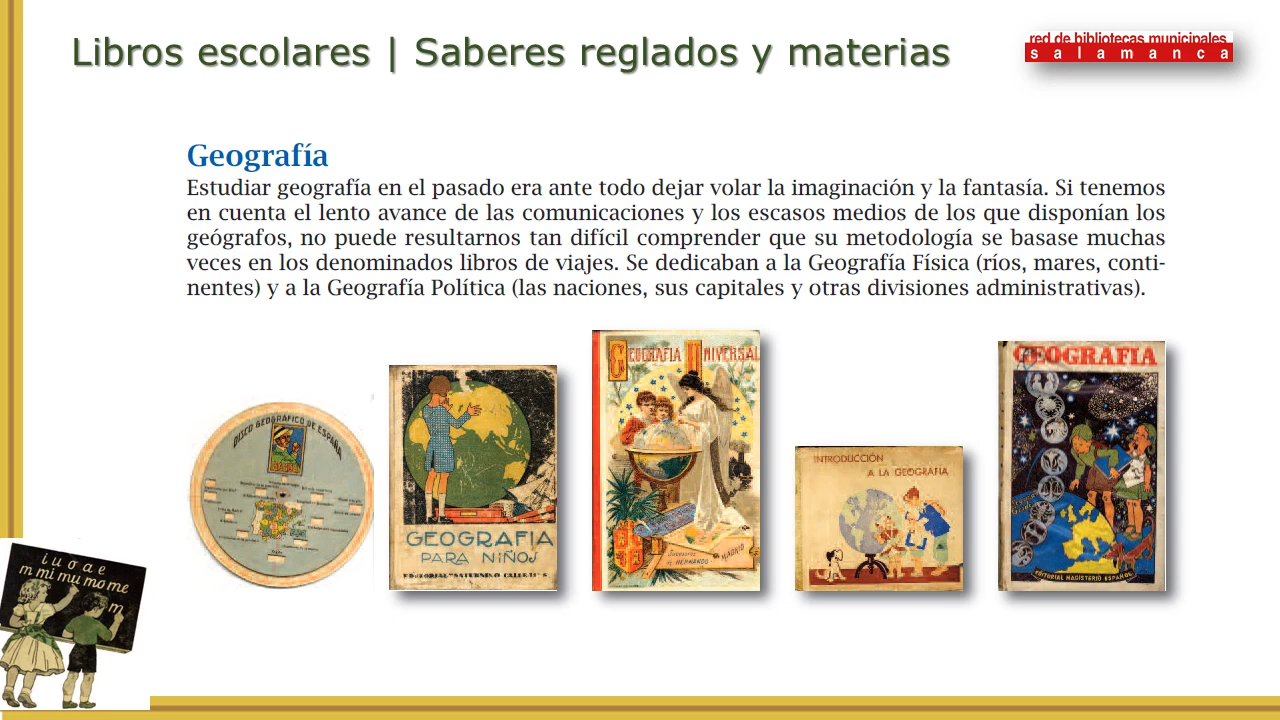 Libros escolares | Saberes reglados y materias
red de bibliotecas municipales
salamanca
Geografía
Estudiar geografía en el pasado era ante todo dejar volar la imaginación y la fantasía. Si tenemos
en cuenta el lento avance de las comunicaciones y los escasos medios de los que disponían los
geógrafos, no puede resultarnos tan difícil comprender que su metodología se basase muchas
veces en los denominados libros de viajes. Se dedicaban a la Geografía Física (ríos, mares, conti-
nentes) y a la Geografía Política (las naciones, sus capitales y otras divisiones administrativas).
DISCO GEOGRAFICO DE ESPAÑA
GEOGRAFIA
PARA NIÑOS
EDITORIAL "SATURNINO CALLEJA" S
GEOGRAFIA UNIVERSAL
Sucesores
de HERNANDO
MADRID
INTRODUCCIÓN
A LA GEOGRAFIA
GEOGRAFIA
EDITORIAL MAGISTERIO ESPAÑOL
i u o a e
m mi mu mo me
m